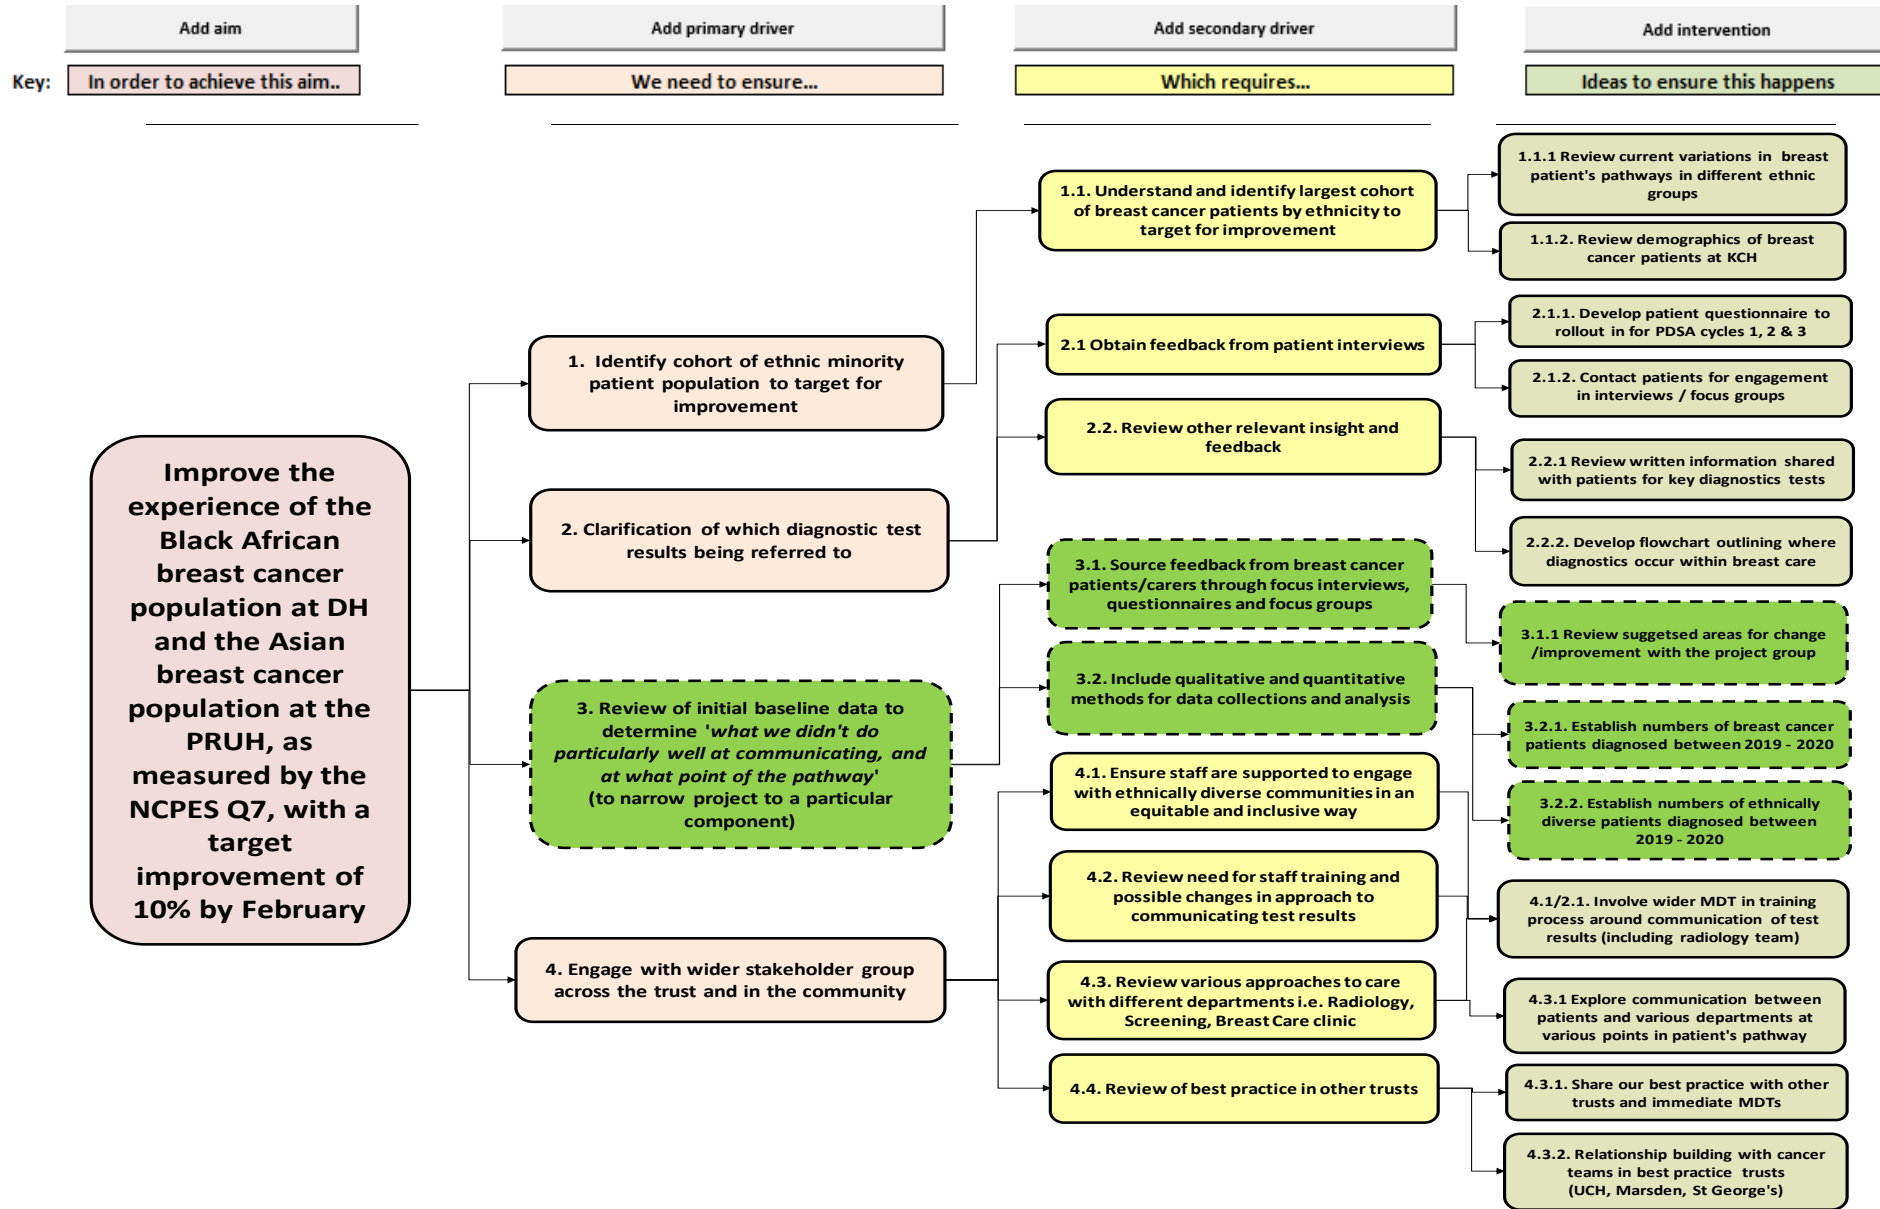 Add aim
Add primary driver
Add secondary driver
Add intervention
Key:
In order to achieve this aim..
We need to ensure...
Which requires...
Ideas to ensure this happens
Improve the
experience of the
Black African
breast cancer
population at DH
and the Asian
breast cancer
population at the
PRUH, as
measured by the
NCPES Q7, with a
target
improvement of
10% by February
1. Identify cohort of ethnic minority
patient population to target for
improvement
2. Clarification of which diagnostic test
results being referred to
3. Review of initial baseline data to
determine 'what we didn't do
particularly well at communicating, and
at what point of the pathway'
(to narrow project to a particular
component)
4. Engage with wider stakeholder group
across the trust and in the community
1.1. Understand and identify largest cohort
of breast cancer patients by ethnicity to
target for improvement
2.1 Obtain feedback from patient interviews
2.2. Review other relevant insight and
feedback
3.1. Source feedback from breast cancer
patients/carers through focus interviews,
questionnaires and focus groups
3.2. Include qualitative and quantitative
methods for data collections and analysis
4.1. Ensure staff are supported to engage
with ethnically diverse communities in an
equitable and inclusive way
4.2. Review need for staff training and
possible changes in approach to
communicating test results
4.3. Review various approaches to care
with different departments i.e. Radiology,
Screening, Breast Care clinic
4.4. Review of best practice in other trusts
1.1.1 Review current variations in breast
patient's pathways in different ethnic
groups
1.1.2. Review demographics of breast
cancer patients at KCH
2.1.1. Develop patient questionnaire to
rollout in for PDSA cycles 1, 2 & 3
2.1.2. Contact patients for engagement
in interviews / focus groups
2.2.1 Review written information shared
with patients for key diagnostics tests
2.2.2. Develop flowchart outlining where
diagnostics occur within breast care
3.1.1 Review suggetsed areas for change
/improvement with the project group
3.2.1. Establish numbers of breast cancer
patients diagnosed between 2019 - 2020
3.2.2. Establish numbers of ethnically
diverse patients diagnosed between
2019 - 2020
4.1/2.1. Involve wider MDT in training
process around communication of test
results (including radiology team)
4.3.1 Explore communication between
patients and various departments at
various points in patient's pathway
4.3.1. Share our best practice with other
trusts and immediate MDTs
4.3.2. Relationship building with cancer
teams in best practice trusts
(UCH, Marsden, St George's)